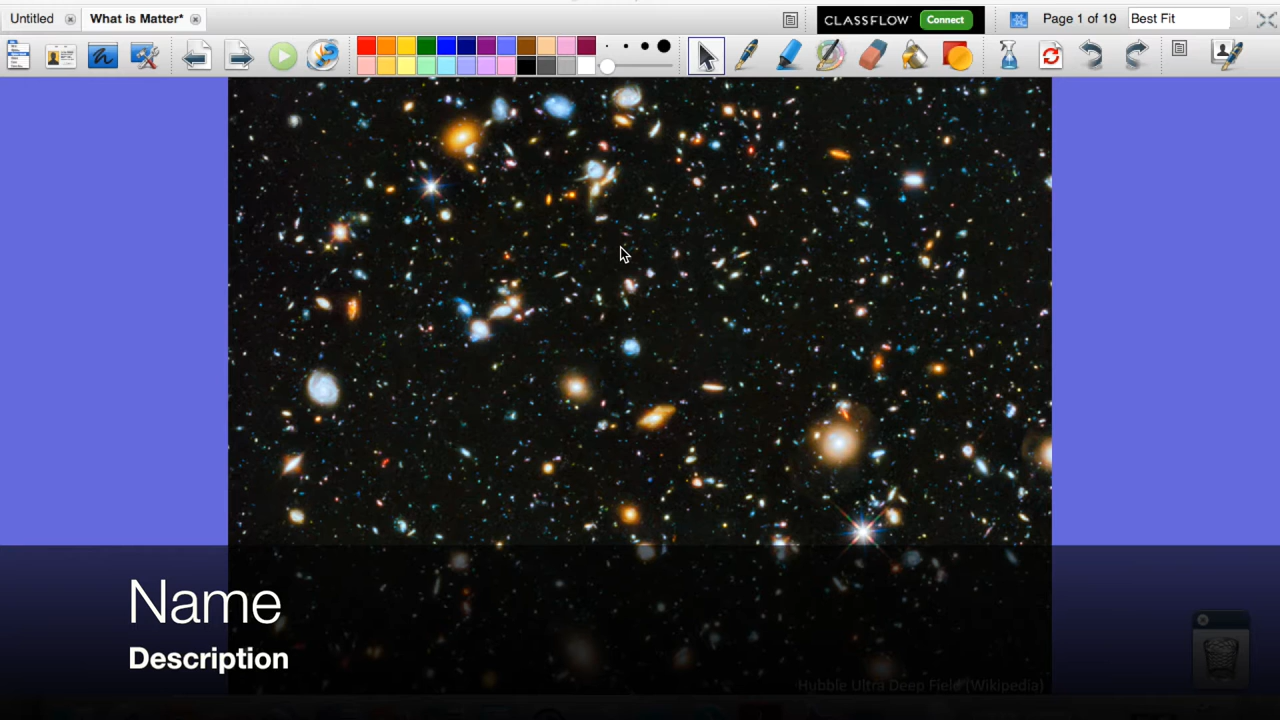 Untitled
What is Matter*
CLASSFLOW Connect
Page 1 of 19
Best Fit
Name
Description
Hubble Ultra Deep Field (Wikipedia)